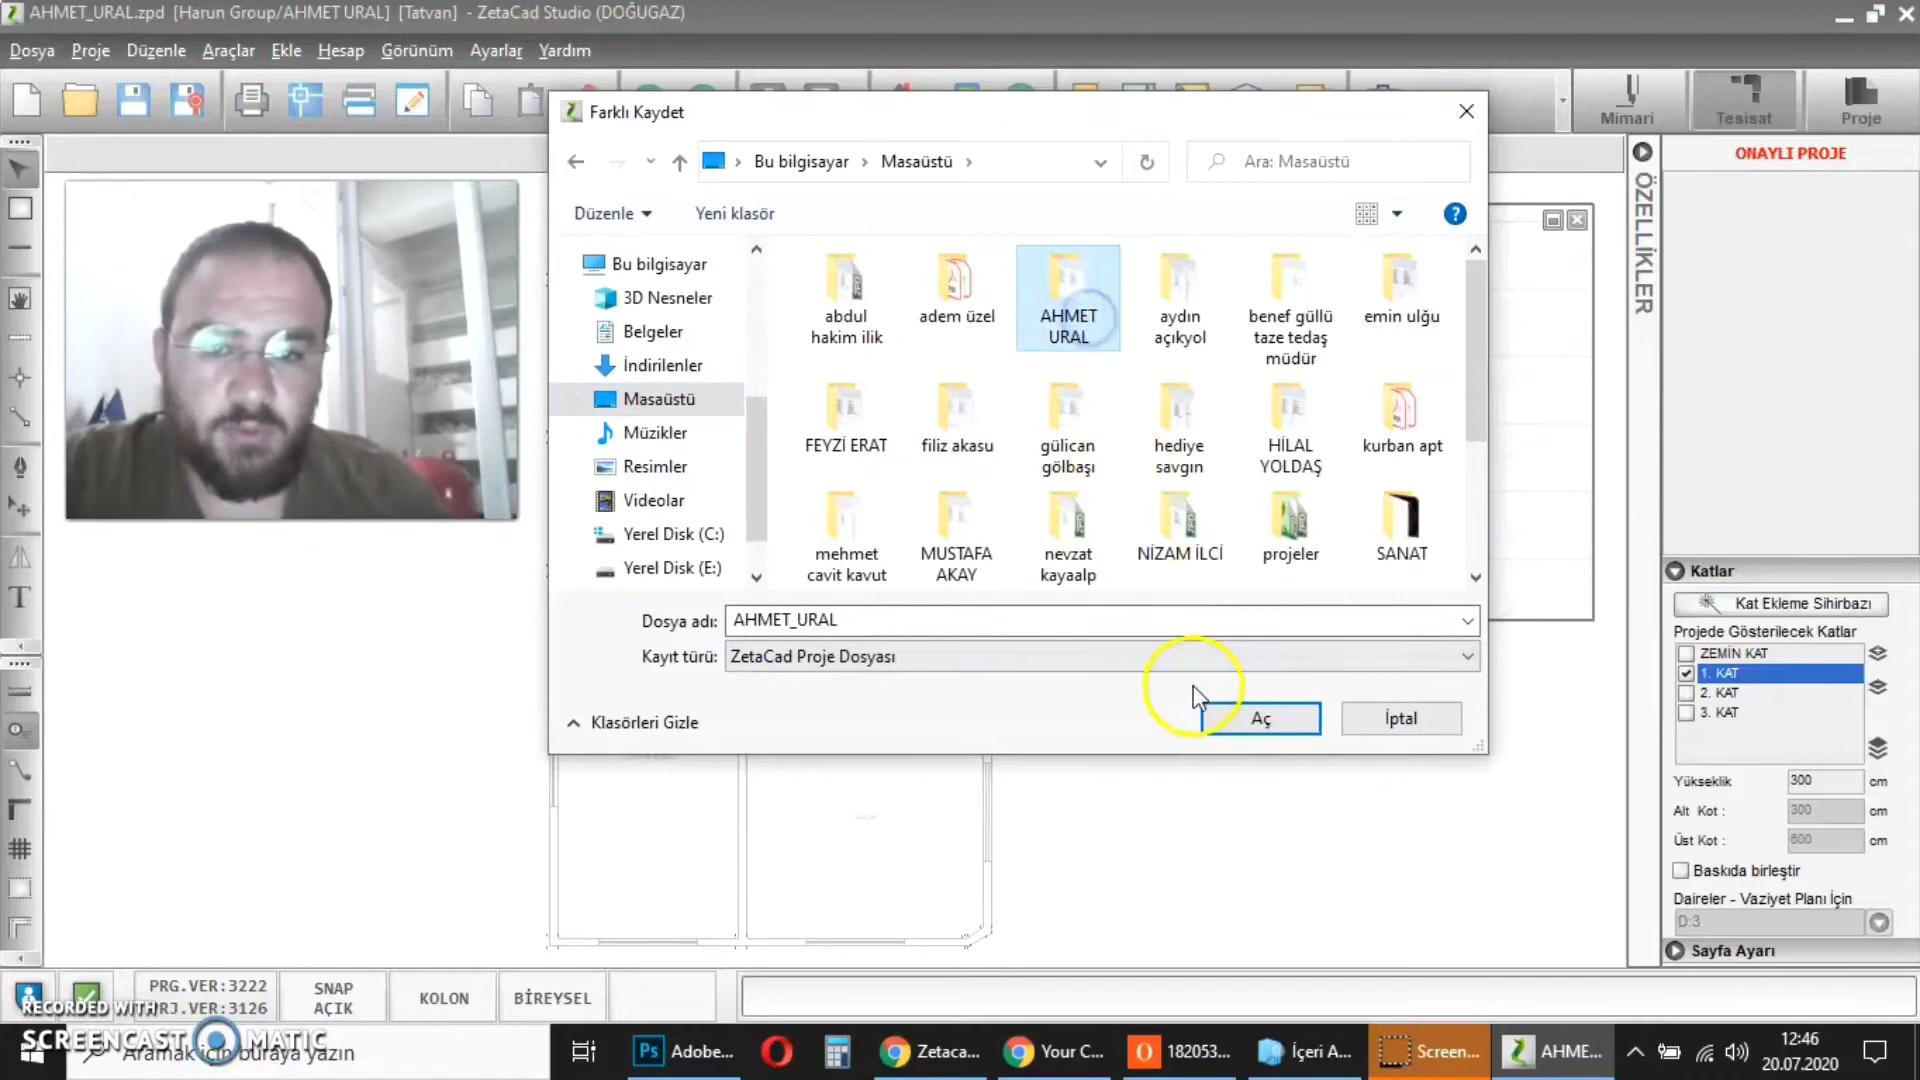 AHMET_URAL.zpd [Harun Group/AHMET URAL] [Tatvan] - ZetaCad Studio (DOĞUGAZ)
Dosya Proje Düzenle Araçlar Ekle Hesap Görünüm Ayarlar Yardım
Mimari Tesisat Proje
Farklı Kaydet
Bu bilgisayar > Masaüstü >
Ara: Masaüstü
Düzenle Yeni klasör
ONAYLI PROJE
ÖZELLİKLER
Bu bilgisayar
3D Nesneler
Belgeler
İndirilenler
Masaüstü
Müzikler
Resimler
Videolar
Yerel Disk (C:)
Yerel Disk (E:)
abdul hakim ilik
adem üzel
AHMET URAL
aydın açıkyol
benef güllü taze tedaş müdür
emin ulğu
FEYZİ ERAT
filiz akasu
gülican gölbaşı
hediye savgın
HİLAL YOLDAŞ
kurban apt
mehmet cavit kavut
MUSTAFA AKAY
nevzat kayaalp
NİZAM İLCİ
projeler
SANAT
Dosya adı: AHMET_URAL
Kayıt türü: ZetaCad Proje Dosyası
Klasörleri Gizle
Aç İptal
Katlar
Kat Ekleme Sihirbazı
Projede Gösterilecek Katlar
ZEMİN KAT
1. KAT
2. KAT
3. KAT
Yükseklik 300 cm
Alt Kot : 300 cm
Üst Kot : 600 cm
Baskıda birleştir
Daireler - Vaziyet Planı İçin
D:3
Sayfa Ayarı
PRG.VER:3222
PRJ.VER:3126
SNAP
AÇIK
KOLON
BİREYSEL
RECORDED WITH
SCREENCAST MATIC
Aramak için buraya yazın
Adobe...
Zetaca...
Your C...
182053...
İçeri A...
Screen...
AHME...
12:46
20.07.2020